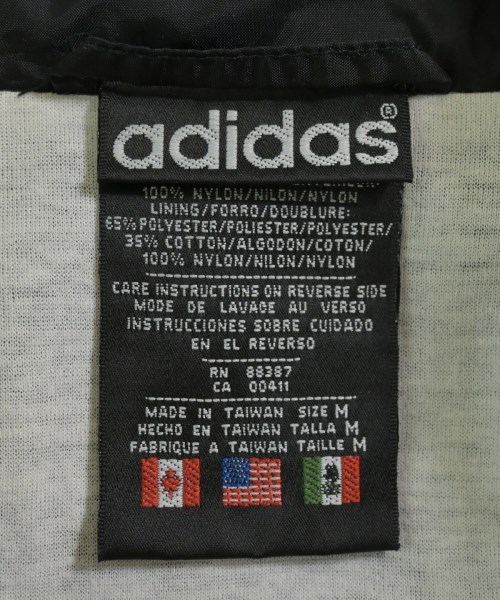 adidas®
100% NYLON/NILON/NYLON
LINING/FORRO/DOUBLURE:
65% POLYESTER/POLIESTER/POLYESTER/
35% COTTON/ALGODON/COTON/
100% NYLON/NILON/NYLON
CARE INSTRUCTIONS ON REVERSE SIDE
MODE DE LAVAGE AU VERSO
INSTRUCCIONES SOBRE CUIDADO
EN EL REVERSO
RN 88387
CA 00411
MADE IN TAIWAN SIZE M
HECHO EN TAIWAN TALLA M
FABRIQUE A TAIWAN TAILLE M